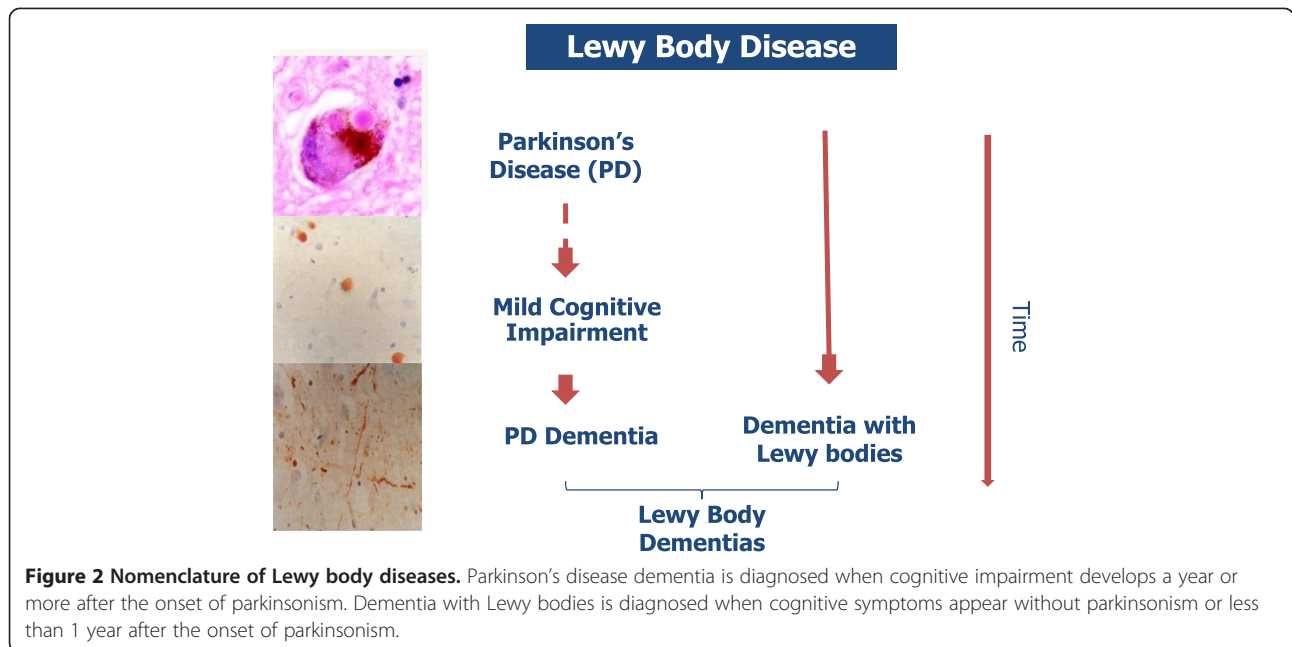 Lewy Body Disease
Parkinson's
Disease (PD)
Mild Cognitive
Impairment
PD Dementia
Dementia with
Lewy bodies
Time
Lewy Body
Dementias
Figure 2 Nomenclature of Lewy body diseases. Parkinson's disease dementia is diagnosed when cognitive impairment develops a year or
more after the onset of parkinsonism. Dementia with Lewy bodies is diagnosed when cognitive symptoms appear without parkinsonism or less
than 1 year after the onset of parkinsonism.